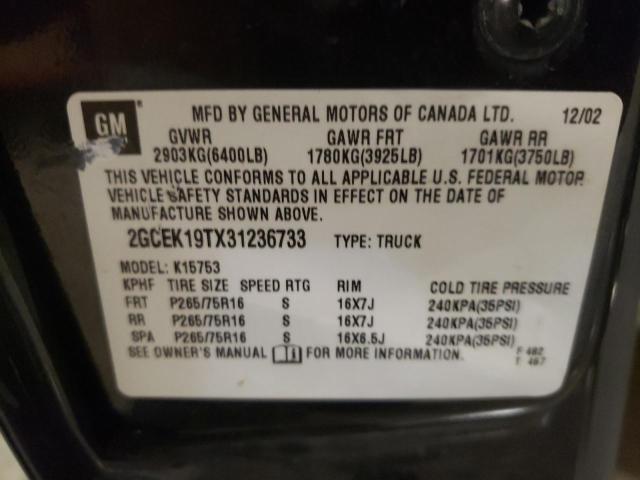 GM
MFD BY GENERAL MOTORS OF CANADA LTD. 12/02
GVWR GAWR FRT GAWR RR
2903KG(6400LB) 1780KG(3925LB) 1701KG(3750LB)
THIS VEHICLE CONFORMS TO ALL APPLICABLE U.S. FEDERAL MOTOR
VEHICLE SAFETY STANDARDS IN EFFECT ON THE DATE OF
MANUFACTURE SHOWN ABOVE.
2GCEK19TX31236733 TYPE: TRUCK
MODEL: K15753
KPHF TIRE SIZE SPEED RTG RIM COLD TIRE PRESSURE
FRT P265/75R16 S 16X7J 240KPA(35PSI)
RR P265/75R16 S 16X7J 240KPA(35PSI)
SPA P265/75R16 S 16X6.5J 240KPA(35PSI)
SEE OWNER'S MANUAL FOR MORE INFORMATION.
F 482
T 467